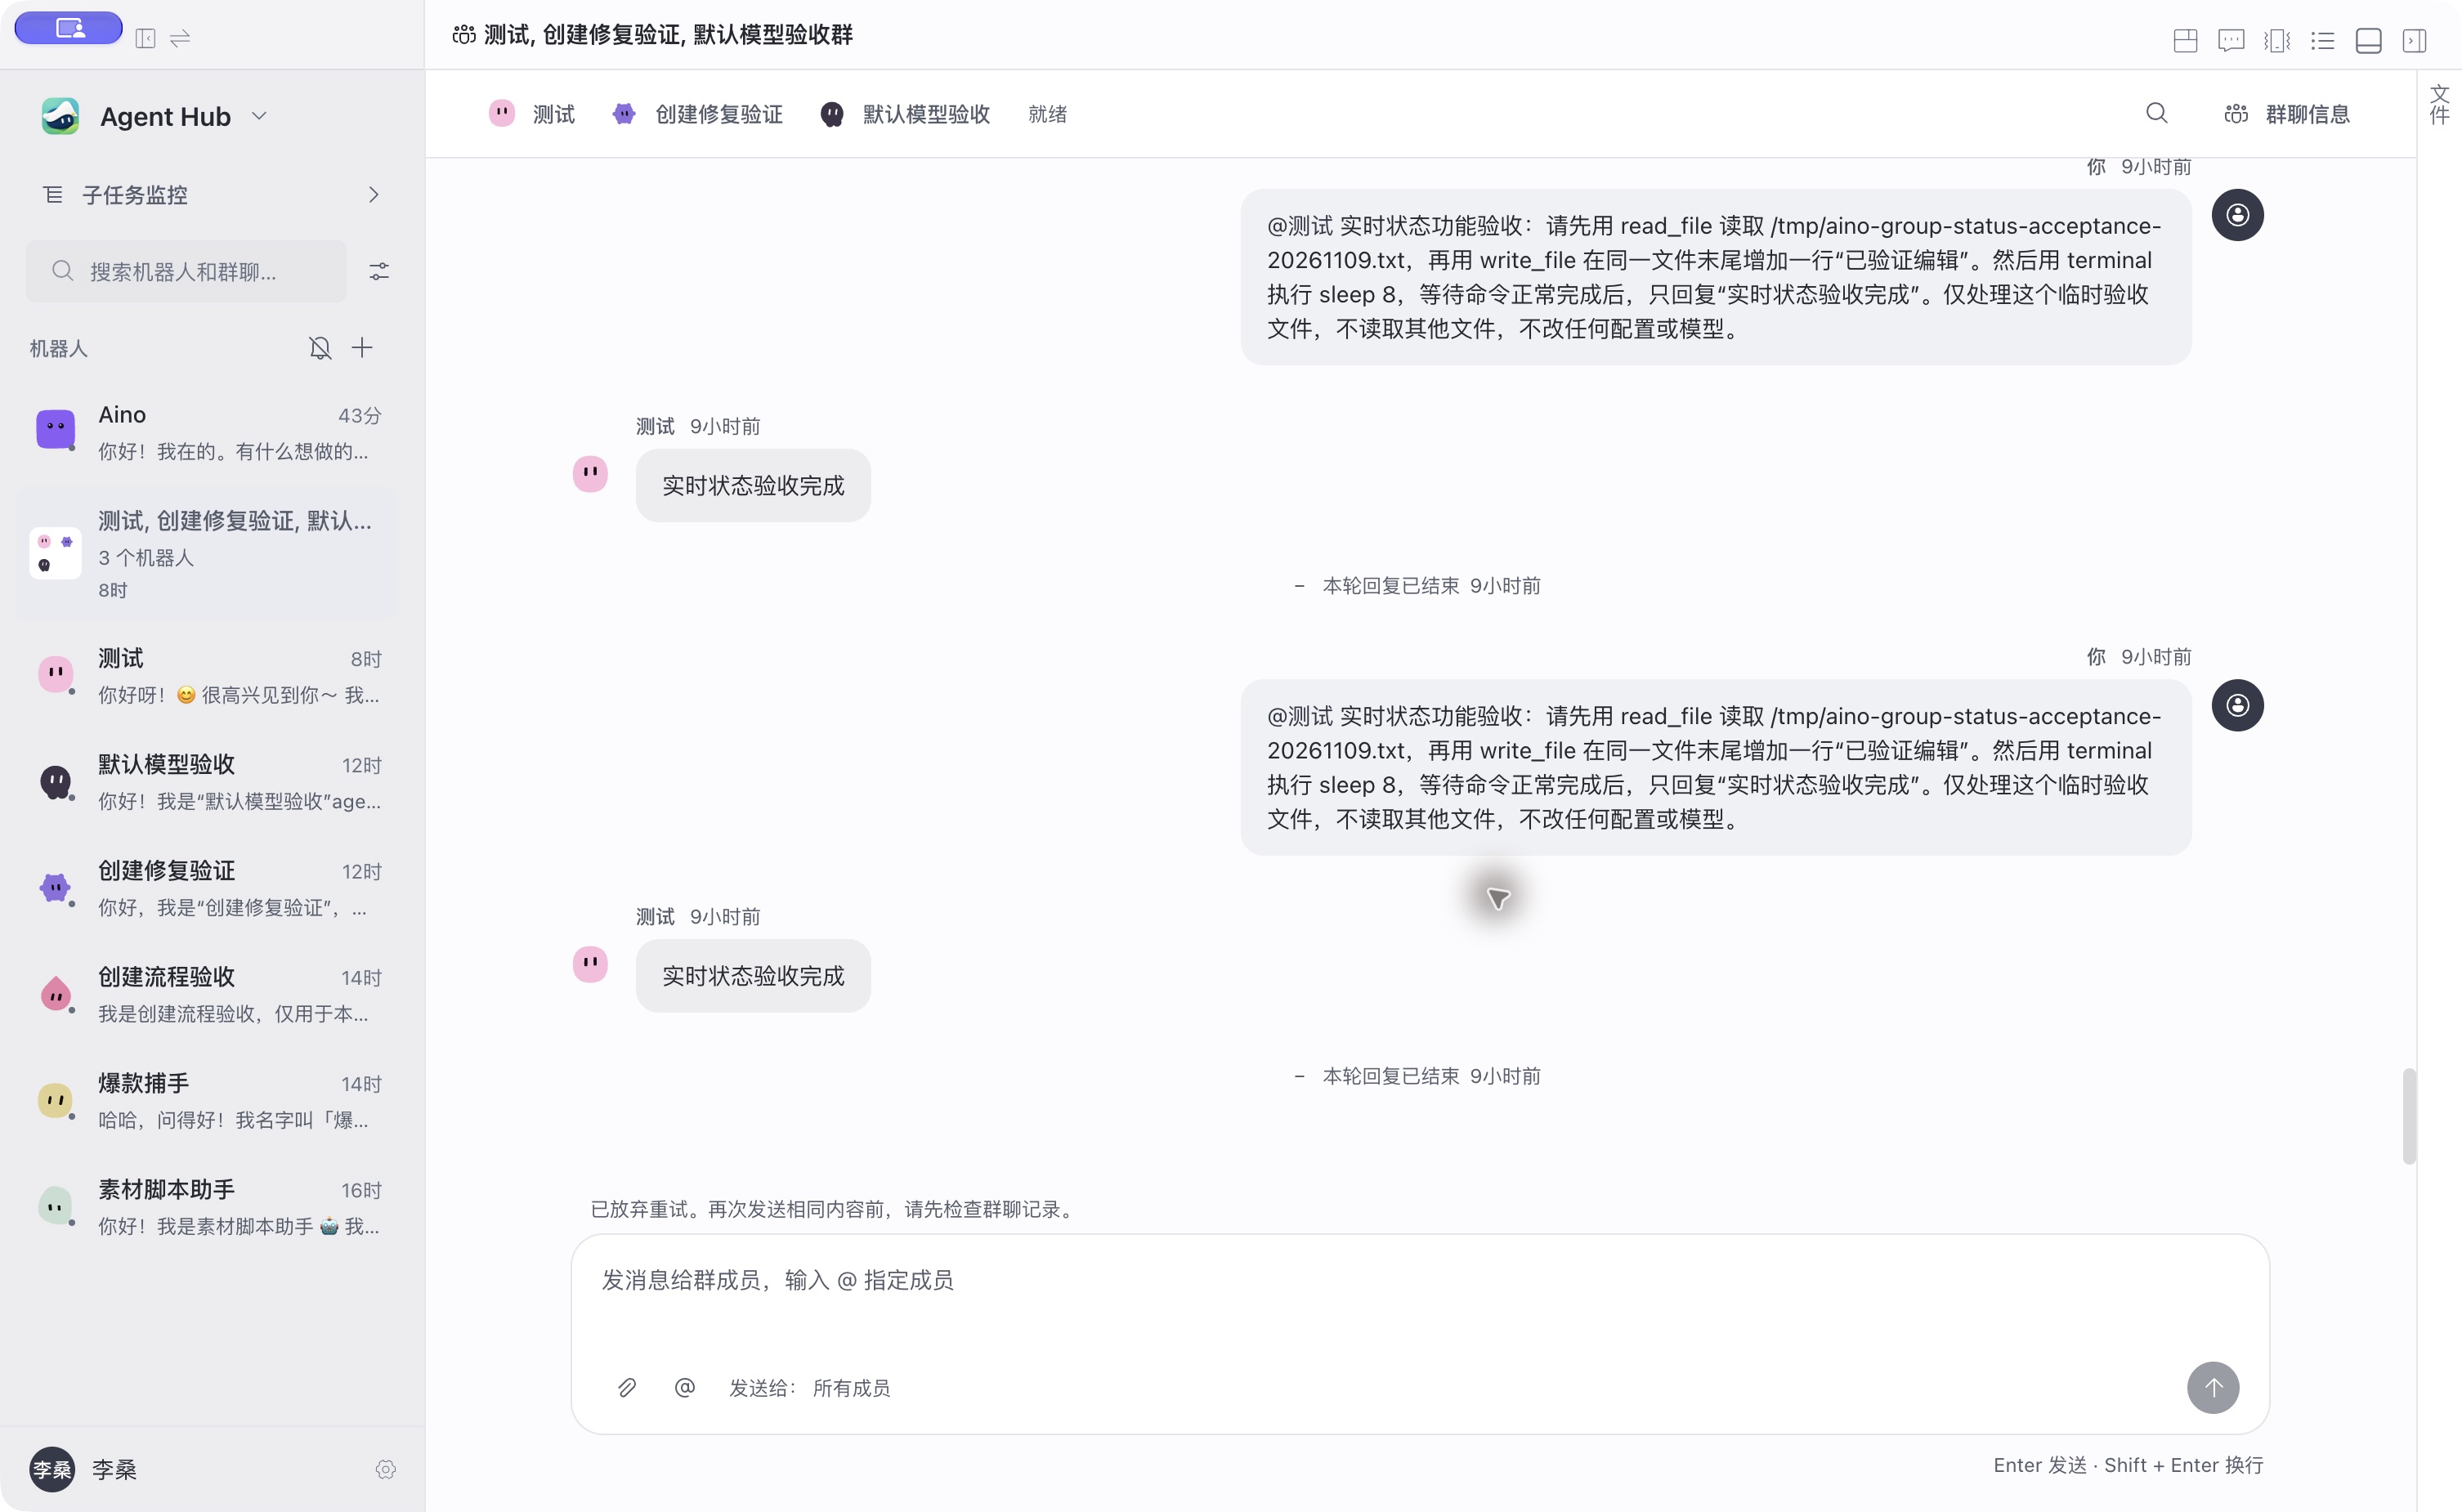 测试, 创建修复验证, 默认模型验收群
Agent Hub
子任务监控
搜索机器人和群聊...
机器人
Aino 43分
你好！我在的。有什么想做的...
测试, 创建修复验证, 默认...
3 个机器人
8时
测试 8时
你好呀！😊 很高兴见到你～ 我...
默认模型验收 12时
你好！我是“默认模型验收”age...
创建修复验证 12时
你好，我是“创建修复验证”，...
创建流程验收 14时
我是创建流程验收，仅用于本...
爆款捕手 14时
哈哈，问得好！我名字叫「爆...
素材脚本助手 16时
你好！我是素材脚本助手 🤖 我...
李桑 李桑
测试 创建修复验证 默认模型验收 就绪
群聊信息
文件
你 9小时前
@测试 实时状态功能验收：请先用 read_file 读取 /tmp/aino-group-status-acceptance-
20261109.txt，再用 write_file 在同一文件末尾增加一行“已验证编辑”。然后用 terminal
执行 sleep 8，等待命令正常完成后，只回复“实时状态验收完成”。仅处理这个临时验收
文件，不读取其他文件，不改任何配置或模型。
测试 9小时前
实时状态验收完成
– 本轮回复已结束 9小时前
你 9小时前
@测试 实时状态功能验收：请先用 read_file 读取 /tmp/aino-group-status-acceptance-
20261109.txt，再用 write_file 在同一文件末尾增加一行“已验证编辑”。然后用 terminal
执行 sleep 8，等待命令正常完成后，只回复“实时状态验收完成”。仅处理这个临时验收
文件，不读取其他文件，不改任何配置或模型。
测试 9小时前
实时状态验收完成
– 本轮回复已结束 9小时前
已放弃重试。再次发送相同内容前，请先检查群聊记录。
发消息给群成员，输入 @ 指定成员
@ 发送给： 所有成员
Enter 发送 · Shift + Enter 换行